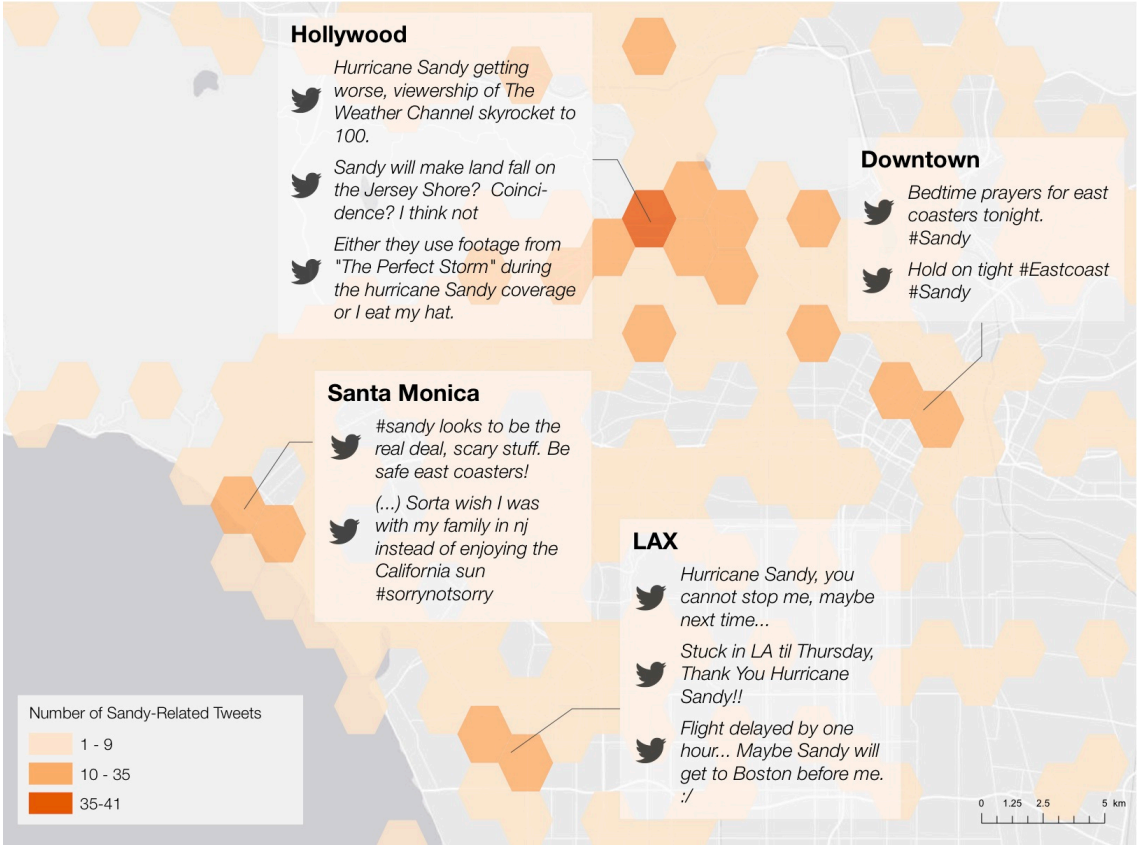 Hollywood
Hurricane Sandy getting
worse, viewership of The
Weather Channel skyrocket to
100.
Sandy will make land fall on
the Jersey Shore? Coinci-
dence? I think not
Either they use footage from
"The Perfect Storm" during
the hurricane Sandy coverage
or I eat my hat.
Downtown
Bedtime prayers for east
coasters tonight.
#Sandy
Hold on tight #Eastcoast
#Sandy
Santa Monica
#sandy looks to be the
real deal, scary stuff. Be
safe east coasters!
(...) Sorta wish I was
with my family in nj
instead of enjoying the
California sun
#sorrynotsorry
LAX
Hurricane Sandy, you
cannot stop me, maybe
next time...
Stuck in LA til Thursday,
Thank You Hurricane
Sandy!!
Flight delayed by one
hour... Maybe Sandy will
get to Boston before me.
:/
Number of Sandy-Related Tweets
1 - 9
10 - 35
35-41
0 1.25 2.5 5 km